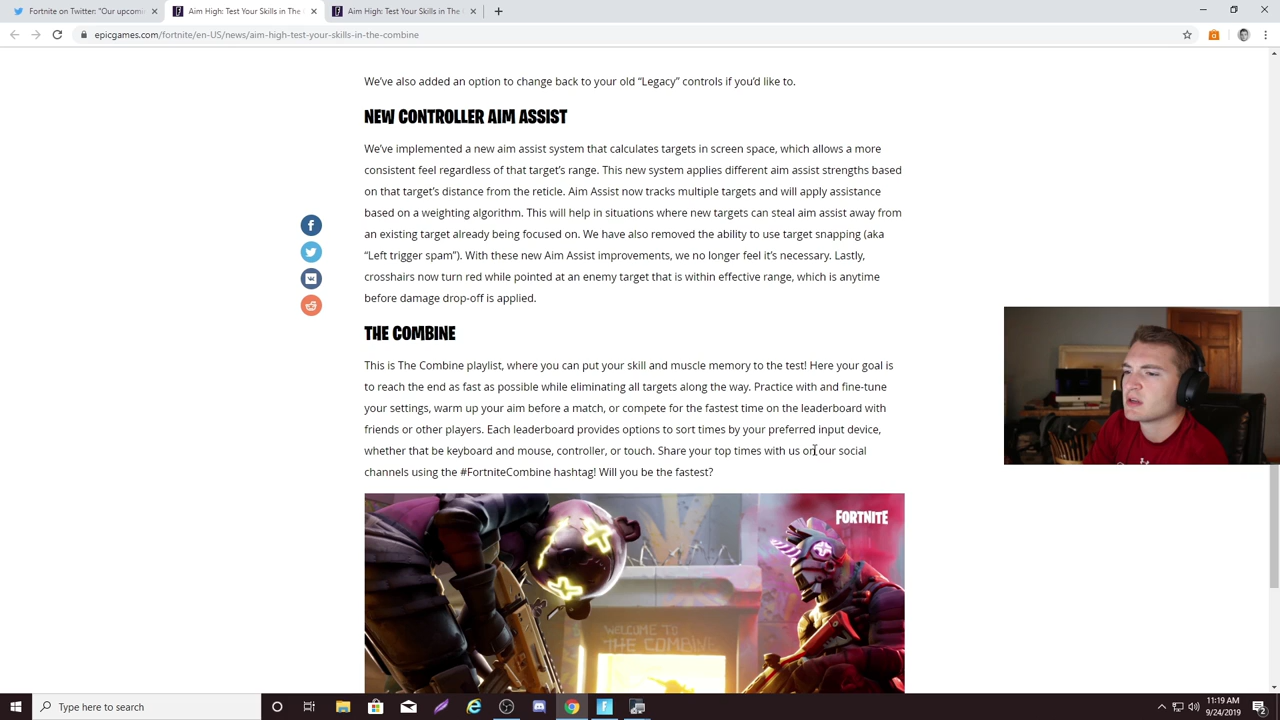 Fortnite on Twitter: "Our upcomi
Aim High: Test Your Skills in The
Aim High: Test Your Skills in The
epicgames.com/fortnite/en-US/news/aim-high-test-your-skills-in-the-combine
We've also added an option to change back to your old “Legacy” controls if you'd like to.
NEW CONTROLLER AIM ASSIST
We've implemented a new aim assist system that calculates targets in screen space, which allows a more
consistent feel regardless of that target's range. This new system applies different aim assist strengths based
on that target's distance from the reticle. Aim Assist now tracks multiple targets and will apply assistance
based on a weighting algorithm. This will help in situations where new targets can steal aim assist away from
an existing target already being focused on. We have also removed the ability to use target snapping (aka
“Left trigger spam”). With these new Aim Assist improvements, we no longer feel it's necessary. Lastly,
crosshairs now turn red while pointed at an enemy target that is within effective range, which is anytime
before damage drop-off is applied.
THE COMBINE
This is The Combine playlist, where you can put your skill and muscle memory to the test! Here your goal is
to reach the end as fast as possible while eliminating all targets along the way. Practice with and fine-tune
your settings, warm up your aim before a match, or compete for the fastest time on the leaderboard with
friends or other players. Each leaderboard provides options to sort times by your preferred input device,
whether that be keyboard and mouse, controller, or touch. Share your top times with us on our social
channels using the #FortniteCombine hashtag! Will you be the fastest?
FORTNITE
WELCOME TO
THE COMBINE
Type here to search
11:19 AM
9/24/2019
2